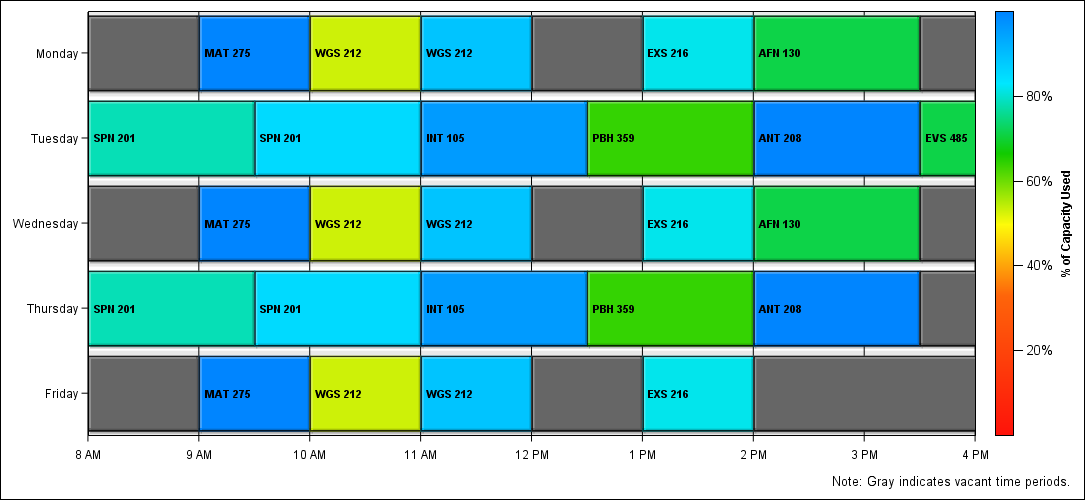 Monday MAT 275 WGS 212 WGS 212 EXS 216 AFN 130
Tuesday SPN 201 SPN 201 INT 105 PBH 359 ANT 208 EVS 485
Wednesday MAT 275 WGS 212 WGS 212 EXS 216 AFN 130
Thursday SPN 201 SPN 201 INT 105 PBH 359 ANT 208
Friday MAT 275 WGS 212 WGS 212 EXS 216
8 AM 9 AM 10 AM 11 AM 12 PM 1 PM 2 PM 3 PM 4 PM
80%
60%
40%
20%
% of Capacity Used
Note: Gray indicates vacant time periods.